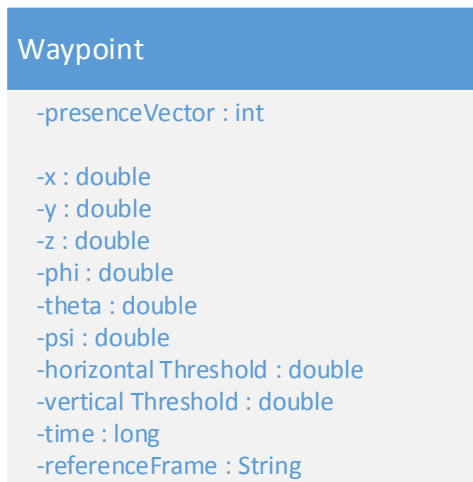 Waypoint
-presenceVector : int
-x : double
-y : double
-z : double
-phi : double
-theta : double
-psi : double
-horizontal Threshold : double
-vertical Threshold : double
-time : long
-referenceFrame : String